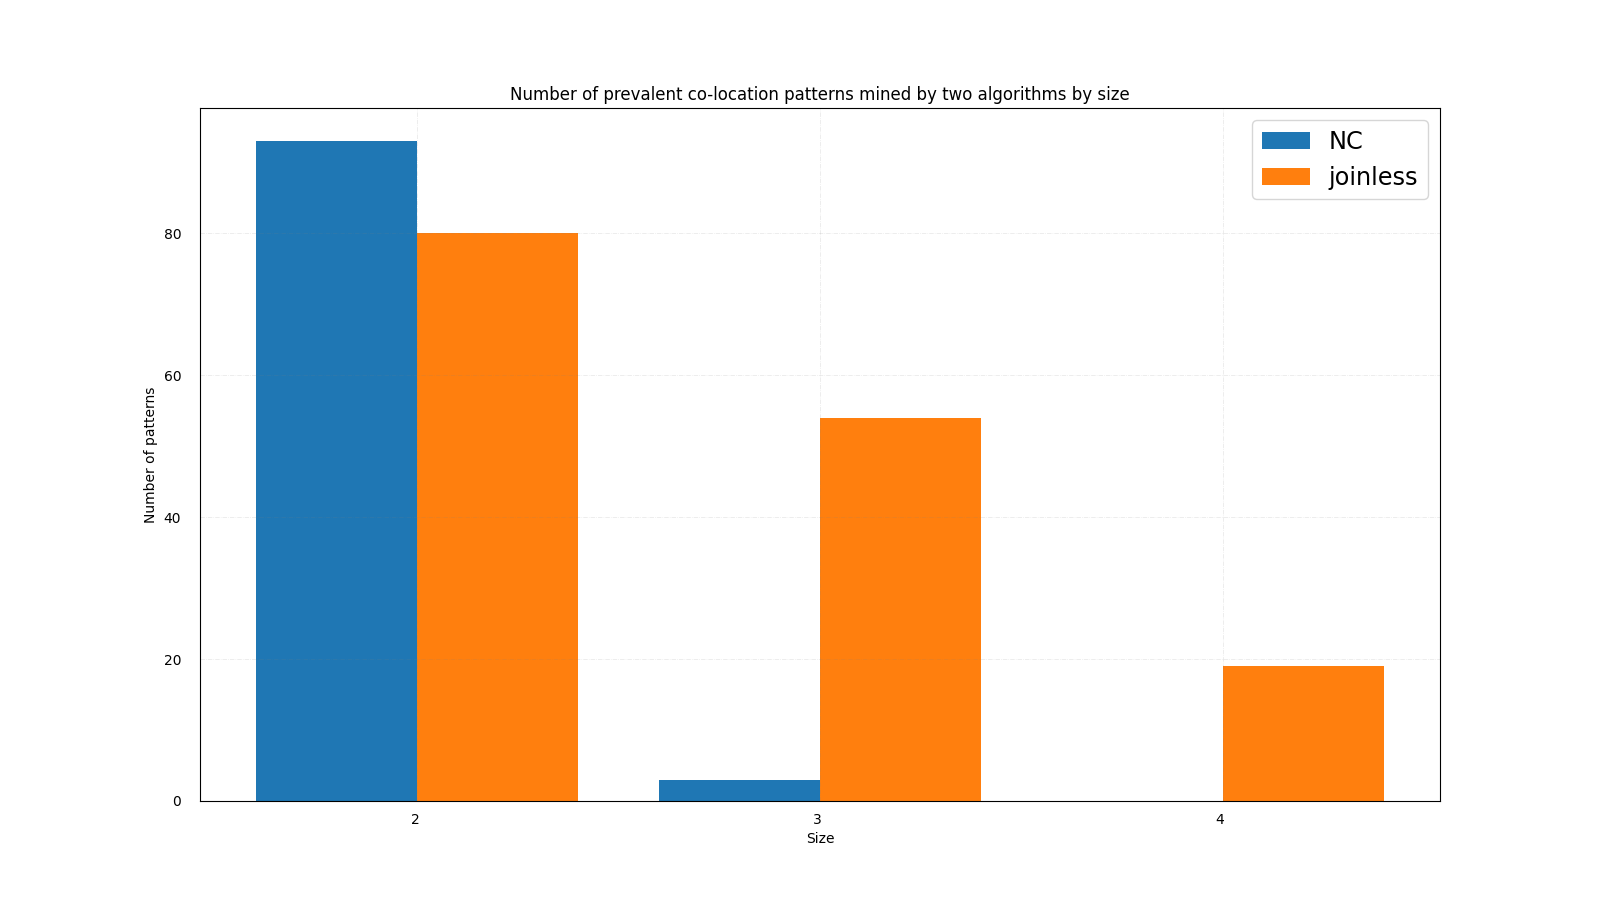 Number of prevalent co-location patterns mined by two algorithms by size
NC
joinless
80
60
40
20
0
Number of patterns
2
3
4
Size